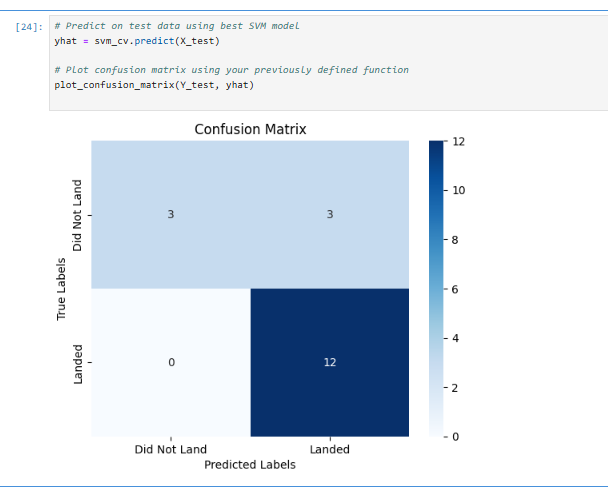 [24]:
# Predict on test data using best SVM model
yhat = svm_cv.predict(X_test)
# Plot confusion matrix using your previously defined function
plot_confusion_matrix(Y_test, yhat)
Confusion Matrix
True Labels
Did Not Land
Landed
3
3
0
12
Did Not Land
Landed
Predicted Labels
12
10
8
6
4
2
0